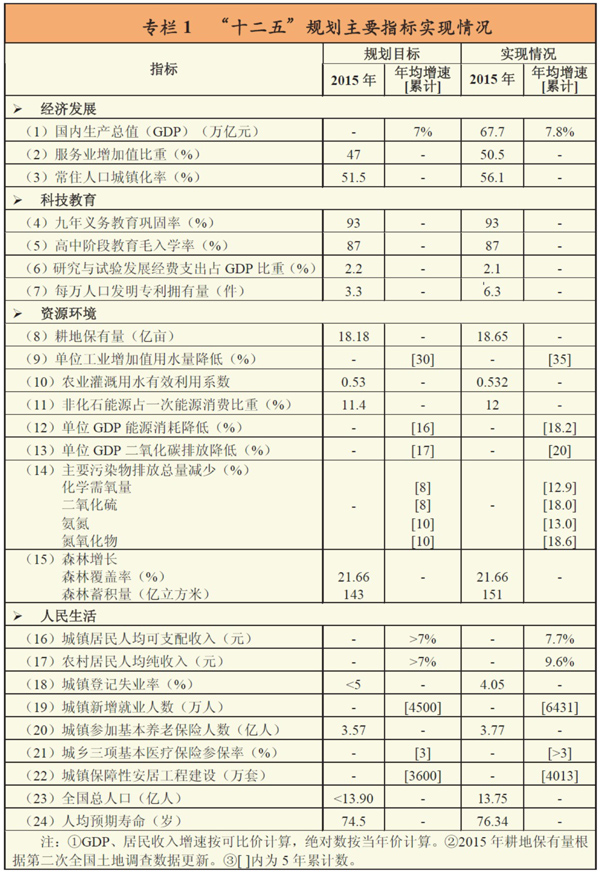 专栏1 “十二五”规划主要指标实现情况
指标 规划目标 实现情况
2015年 年均增速[累计] 2015年 年均增速[累计]
➢ 经济发展
（1）国内生产总值（GDP）（万亿元） - 7% 67.7 7.8%
（2）服务业增加值比重（%） 47 - 50.5 -
（3）常住人口城镇化率（%） 51.5 - 56.1 -
➢ 科技教育
（4）九年义务教育巩固率（%） 93 - 93 -
（5）高中阶段教育毛入学率（%） 87 - 87 -
（6）研究与试验发展经费支出占GDP比重（%） 2.2 - 2.1 -
（7）每万人口发明专利拥有量（件） 3.3 - 6.3 -
➢ 资源环境
（8）耕地保有量（亿亩） 18.18 - 18.65 -
（9）单位工业增加值用水量降低（%） - [30] - [35]
（10）农业灌溉用水有效利用系数 0.53 - 0.532 -
（11）非化石能源占一次能源消费比重（%） 11.4 - 12 -
（12）单位GDP能源消耗降低（%） - [16] - [18.2]
（13）单位GDP二氧化碳排放降低（%） - [17] - [20]
（14）主要污染物排放总量减少（%） - -
化学需氧量 [8] [12.9]
二氧化硫 [8] [18.0]
氨氮 [10] [13.0]
氮氧化物 [10] [18.6]
（15）森林增长 - -
森林覆盖率（%） 21.66 21.66
森林蓄积量（亿立方米） 143 151
➢ 人民生活
（16）城镇居民人均可支配收入（元） - >7% - 7.7%
（17）农村居民人均纯收入（元） - >7% - 9.6%
（18）城镇登记失业率（%） <5 - 4.05 -
（19）城镇新增就业人数（万人） - [4500] - [6431]
（20）城镇参加基本养老保险人数（亿人） 3.57 - 3.77 -
（21）城乡三项基本医疗保险参保率（%） - [3] - [>3]
（22）城镇保障性安居工程建设（万套） - [3600] - [4013]
（23）全国总人口（亿人） <13.90 - 13.75 -
（24）人均预期寿命（岁） 74.5 - 76.34 -
注：①GDP、居民收入增速按可比价计算，绝对数按当年价计算。②2015年耕地保有量根
据第二次全国土地调查数据更新。③[ ]内为5年累计数。